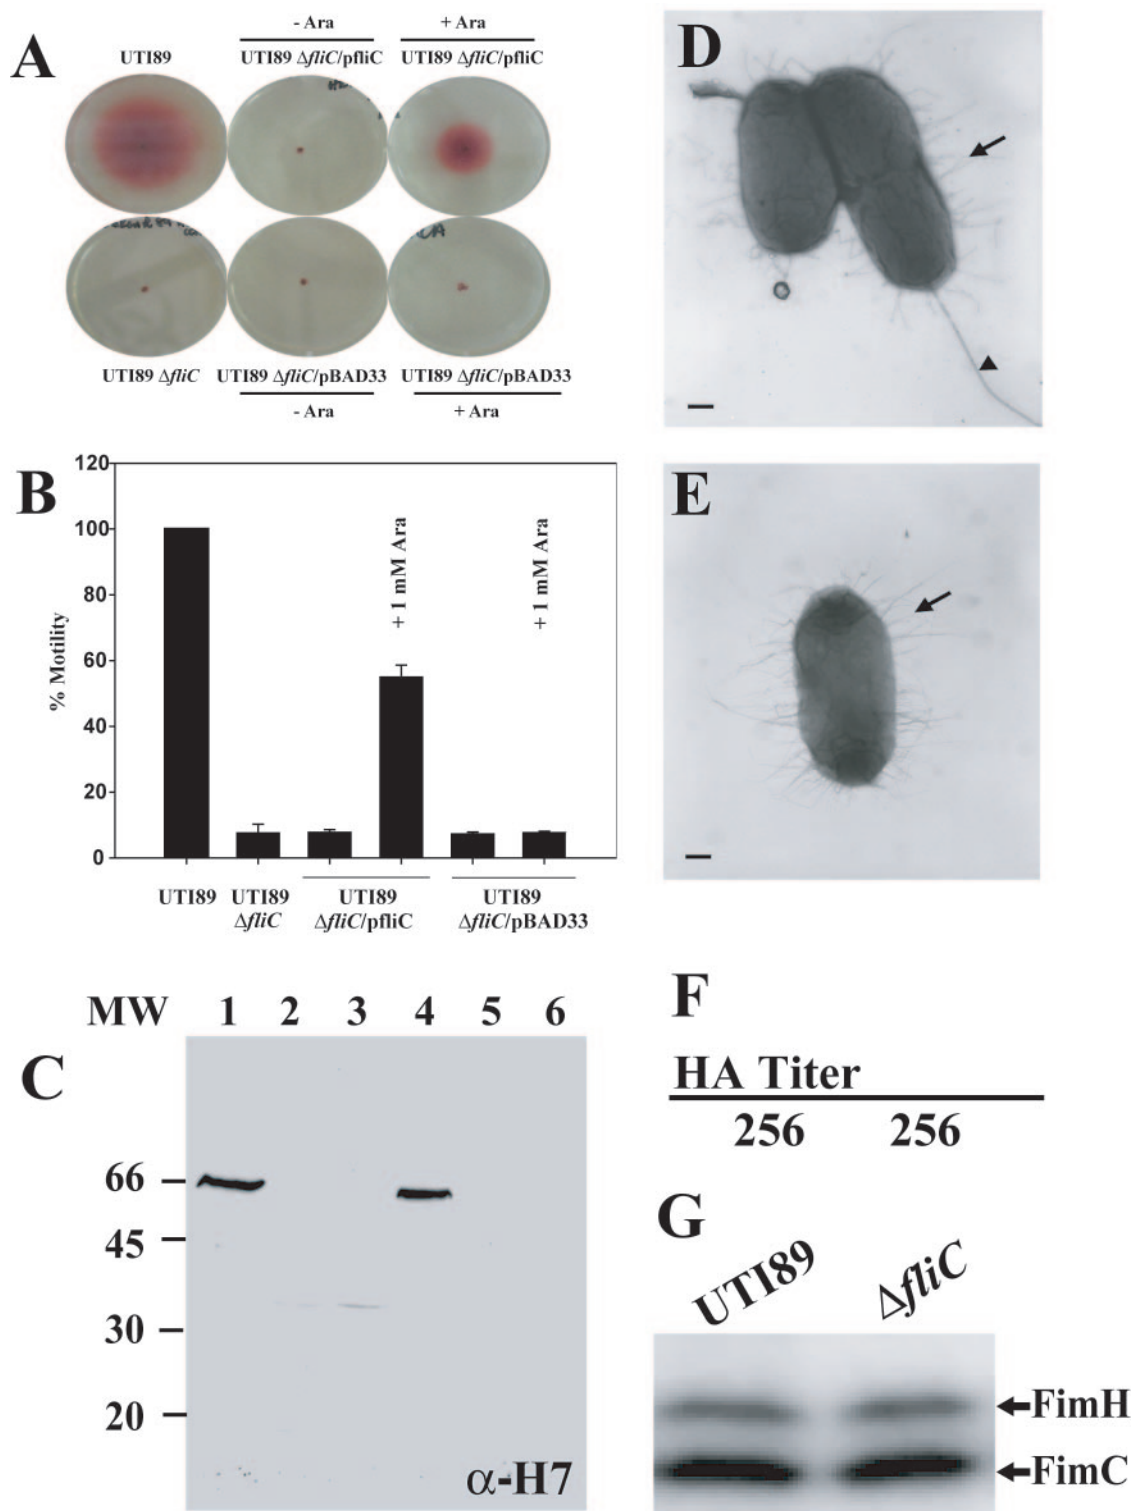 A
- Ara
+ Ara
UTI89
UTI89 ΔfliC/pfliC
UTI89 ΔfliC/pfliC
UTI89 ΔfliC
UTI89 ΔfliC/pBAD33
UTI89 ΔfliC/pBAD33
- Ara
+ Ara
B
% Motility
120
100
80
60
40
20
0
+ 1 mM Ara
+ 1 mM Ara
UTI89
UTI89
ΔfliC
UTI89
ΔfliC/pfliC
UTI89
ΔfliC/pBAD33
C
MW 1 2 3 4 5 6
66
45
30
20
α-H7
D
E
F
HA Titer
256 256
G
UTI89 ΔfliC
FimH
FimC